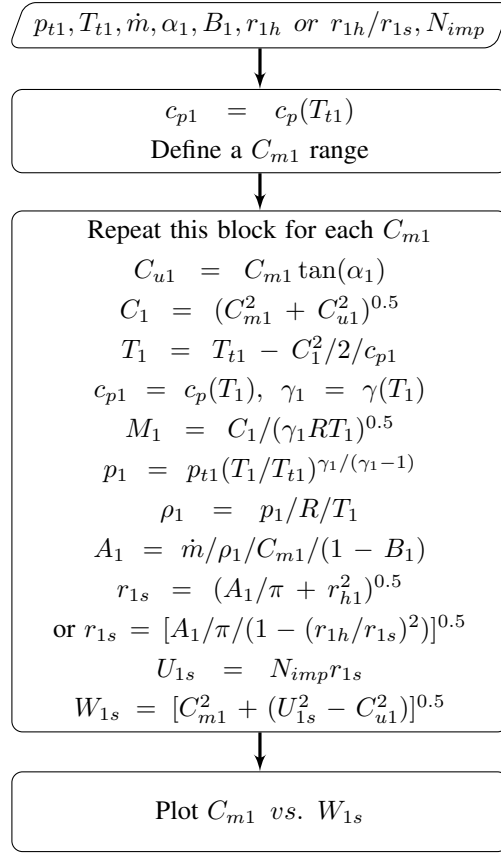 p_{t1}, T_{t1}, ṁ, α_1, B_1, r_{1h} or r_{1h}/r_{1s}, N_{imp}
c_{p1} = c_p(T_{t1})
Define a C_{m1} range
Repeat this block for each C_{m1}
C_{u1} = C_{m1} tan(α_1)
C_1 = (C_{m1}^2 + C_{u1}^2)^{0.5}
T_1 = T_{t1} − C_1^2/2/c_{p1}
c_{p1} = c_p(T_1), γ_1 = γ(T_1)
M_1 = C_1/(γ_1RT_1)^{0.5}
p_1 = p_{t1}(T_1/T_{t1})^{γ_1/(γ_1−1)}
ρ_1 = p_1/R/T_1
A_1 = ṁ/ρ_1/C_{m1}/(1 − B_1)
r_{1s} = (A_1/π + r_{h1}^2)^{0.5}
or r_{1s} = [A_1/π/(1 − (r_{1h}/r_{1s})^2)]^{0.5}
U_{1s} = N_{imp}r_{1s}
W_{1s} = [C_{m1}^2 + (U_{1s}^2 − C_{u1}^2)]^{0.5}
Plot C_{m1} vs. W_{1s}